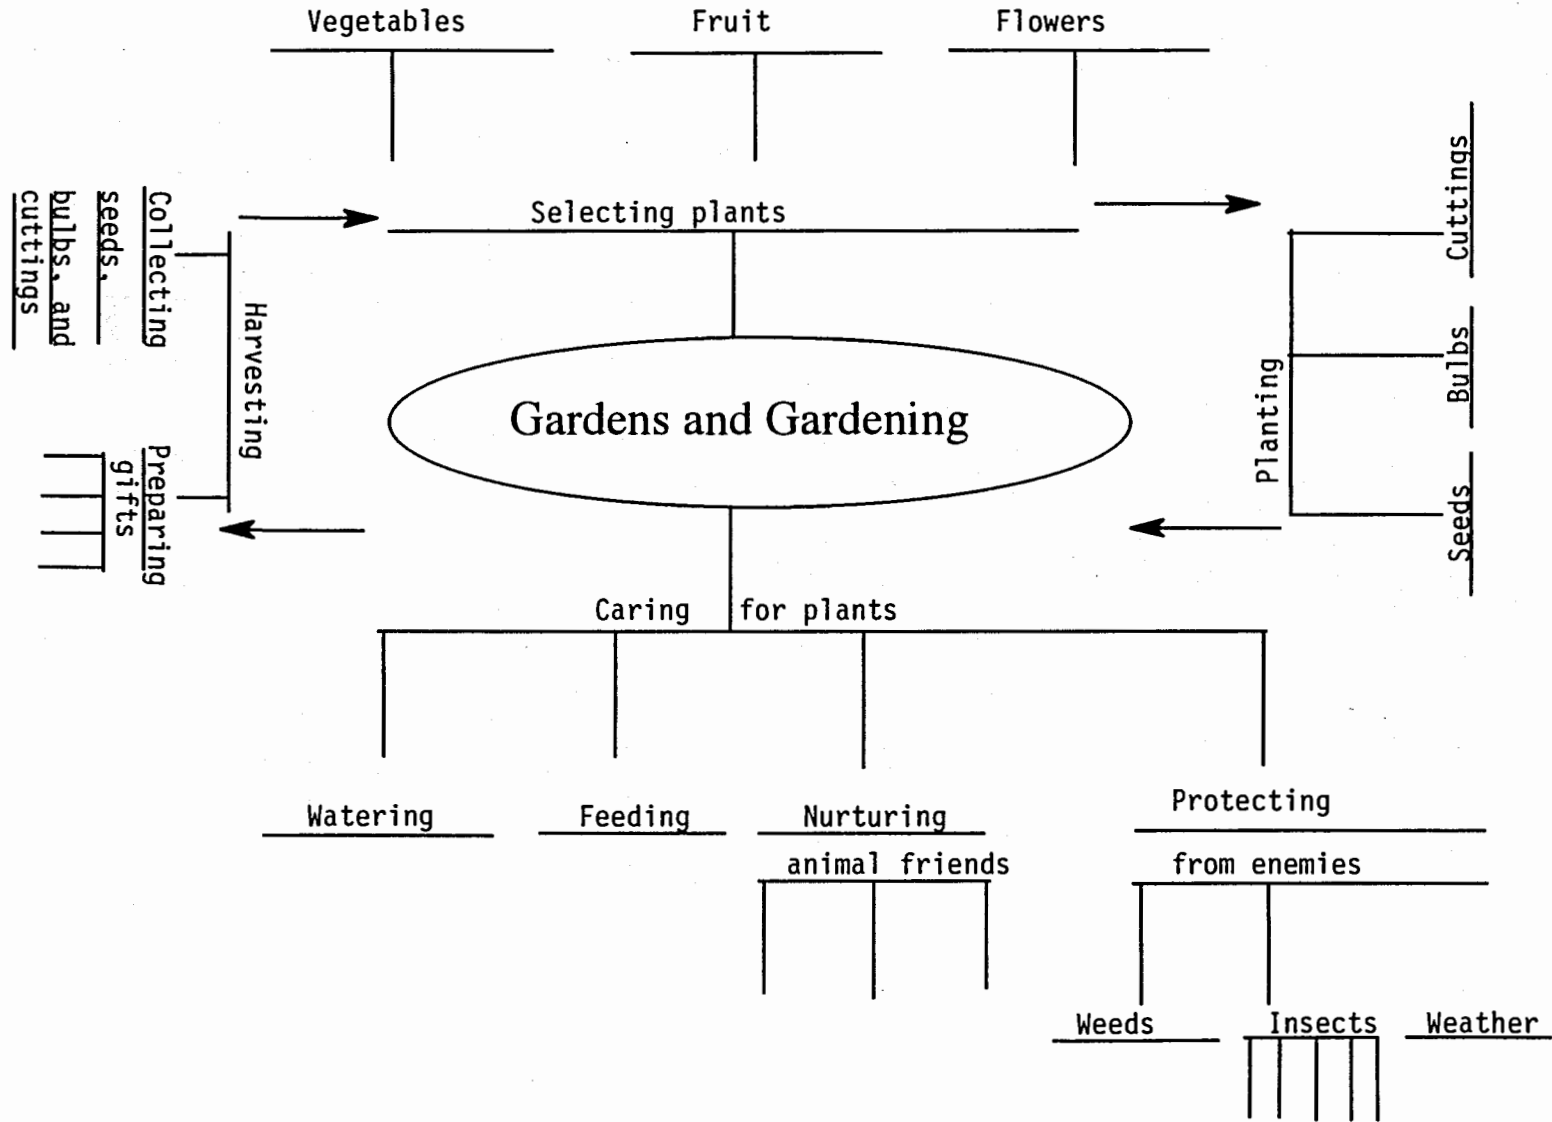 Vegetables
Fruit
Flowers
Selecting plants
Cuttings
Bulbs
Seeds
Planting
Collecting
seeds,
bulbs, and
cuttings
Harvesting
Preparing
gifts
Gardens and Gardening
Caring for plants
Watering
Feeding
Nurturing
animal friends
Protecting
from enemies
Weeds
Insects
Weather